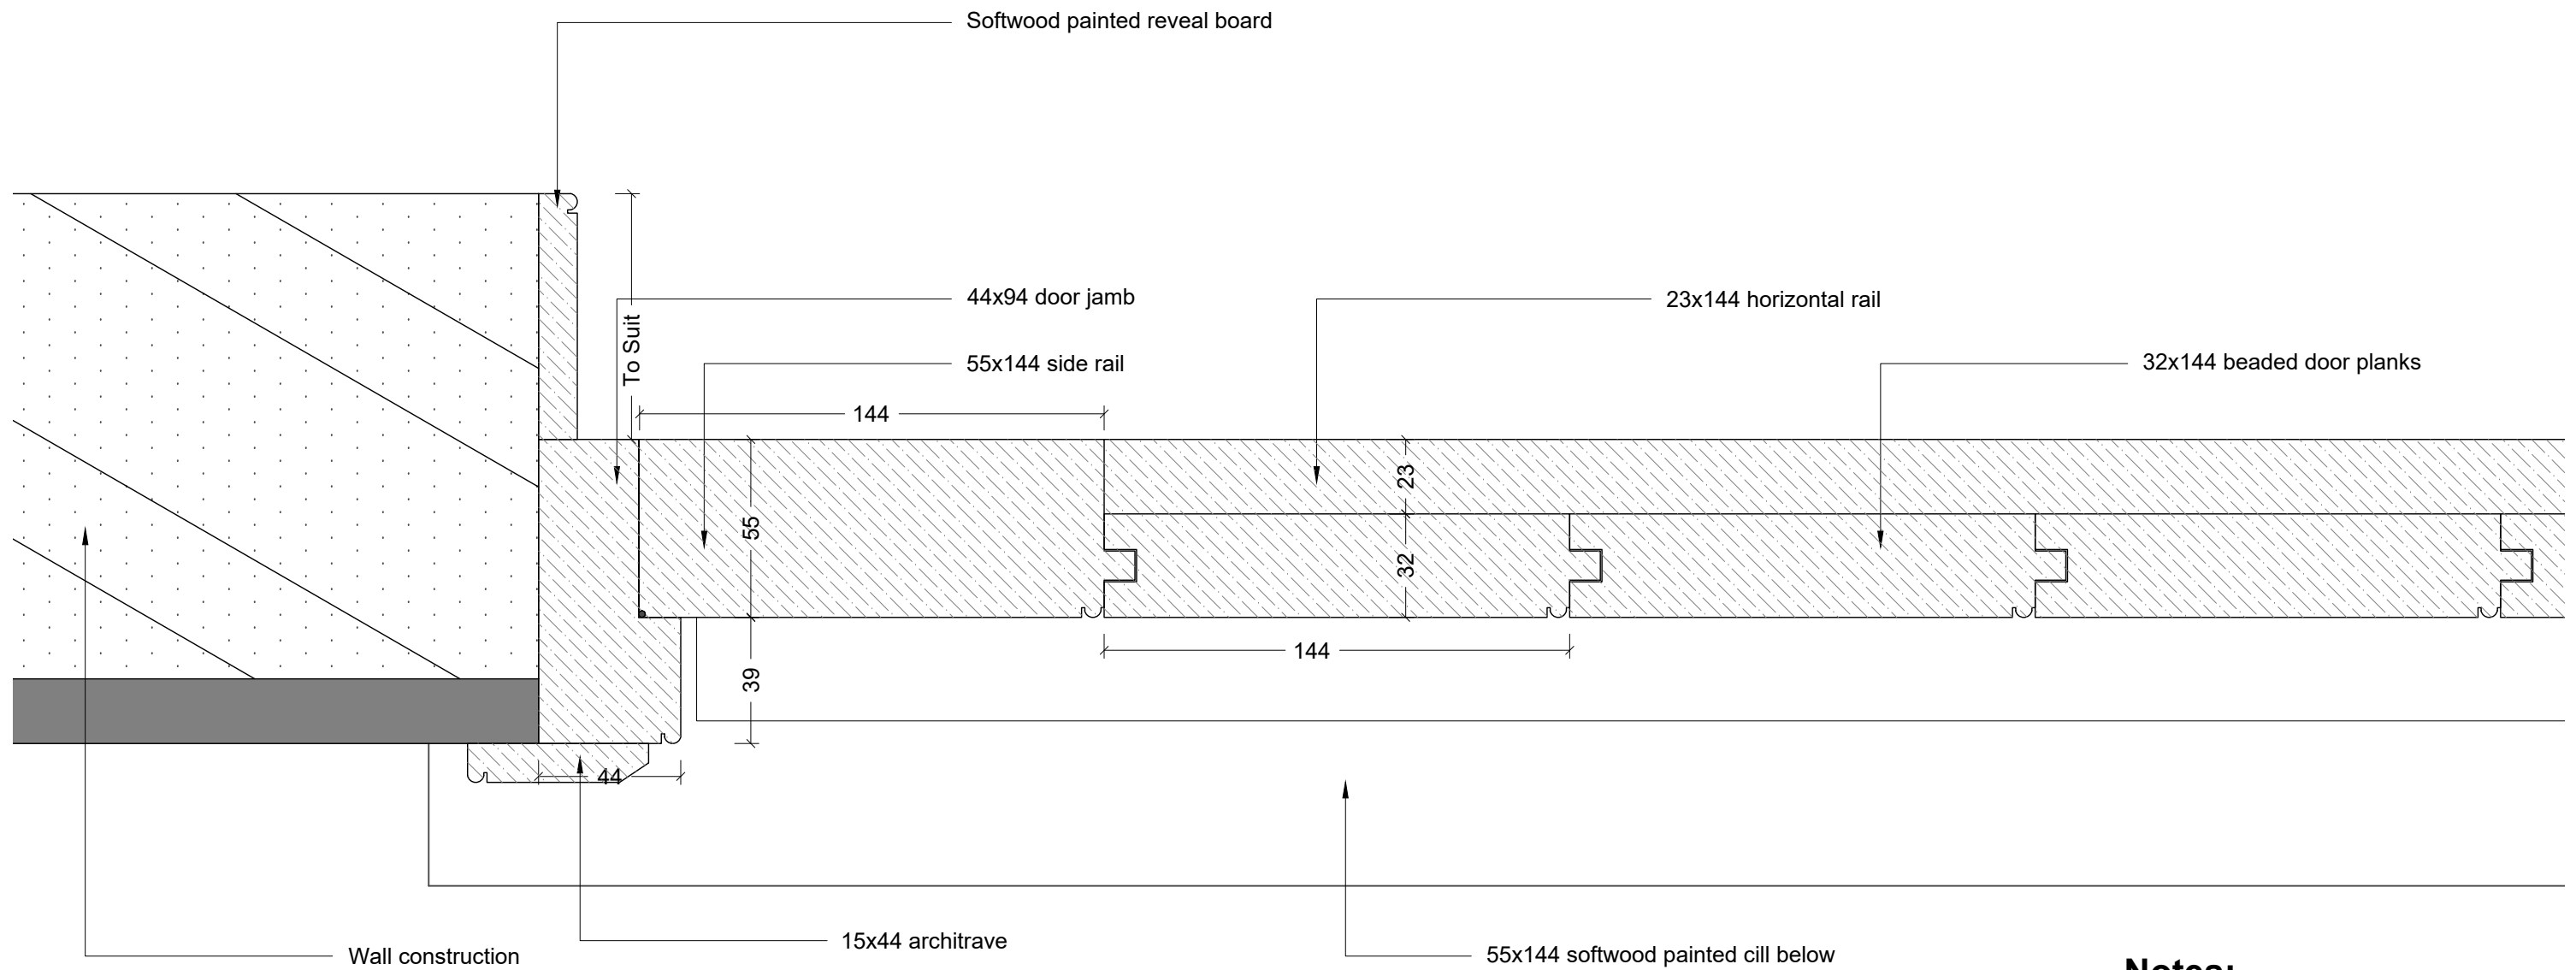 Softwood painted reveal board
44x94 door jamb
23x144 horizontal rail
To Suit
55x144 side rail
32x144 beaded door planks
144
23
55
32
144
39
44
15x44 architrave
Wall construction
55x144 softwood painted cill below
Notes: